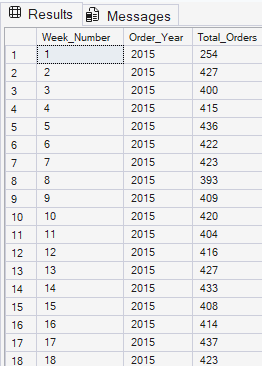 Results Messages
Week_Number Order_Year Total_Orders
1 1 2015 254
2 2 2015 427
3 3 2015 400
4 4 2015 415
5 5 2015 436
6 6 2015 422
7 7 2015 423
8 8 2015 393
9 9 2015 409
10 10 2015 420
11 11 2015 404
12 12 2015 416
13 13 2015 427
14 14 2015 433
15 15 2015 408
16 16 2015 414
17 17 2015 437
18 18 2015 423